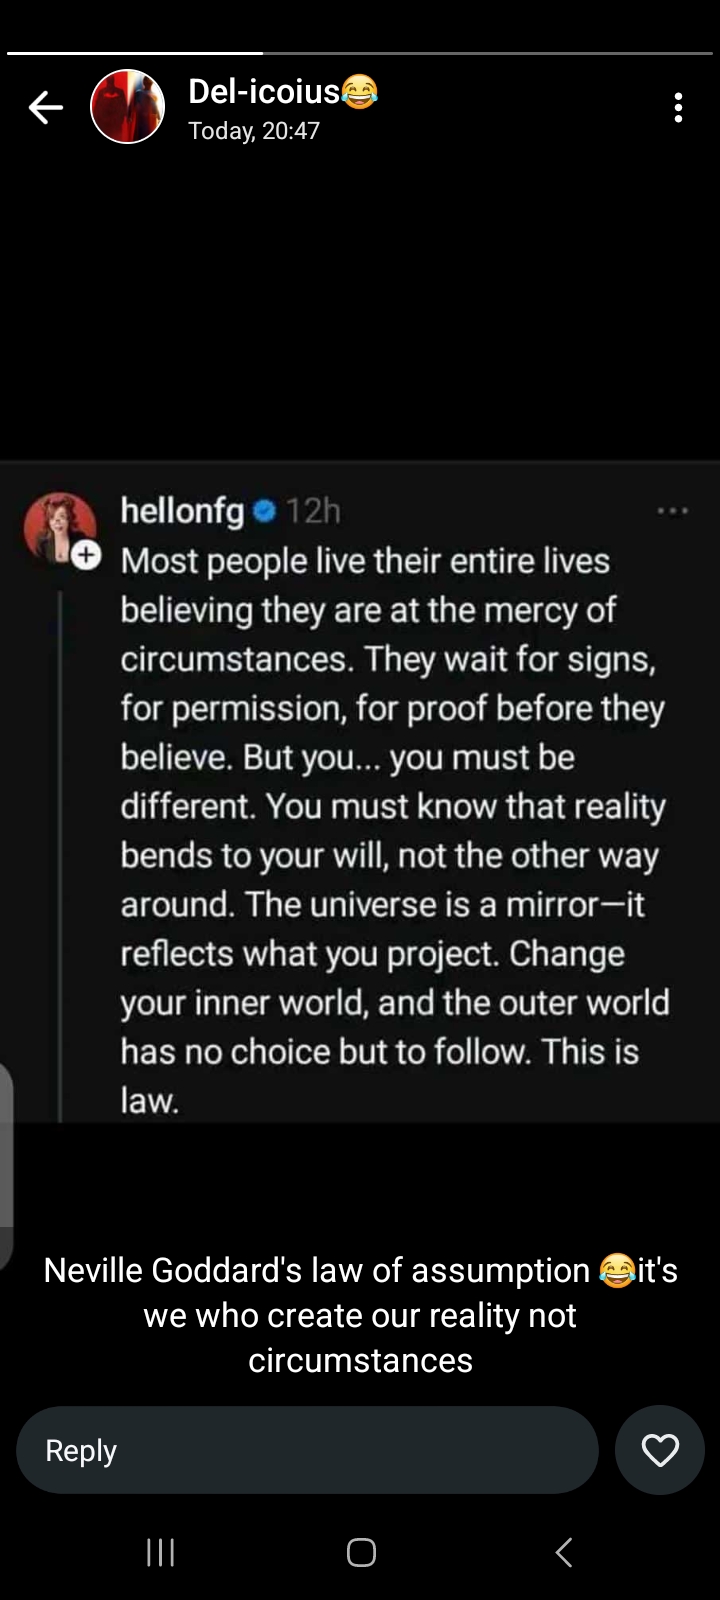 Del-icoius😂
Today, 20:47
hellonfg 12h
Most people live their entire lives
believing they are at the mercy of
circumstances. They wait for signs,
for permission, for proof before they
believe. But you... you must be
different. You must know that reality
bends to your will, not the other way
around. The universe is a mirror—it
reflects what you project. Change
your inner world, and the outer world
has no choice but to follow. This is
law.
Neville Goddard's law of assumption 😂it's
we who create our reality not
circumstances
Reply